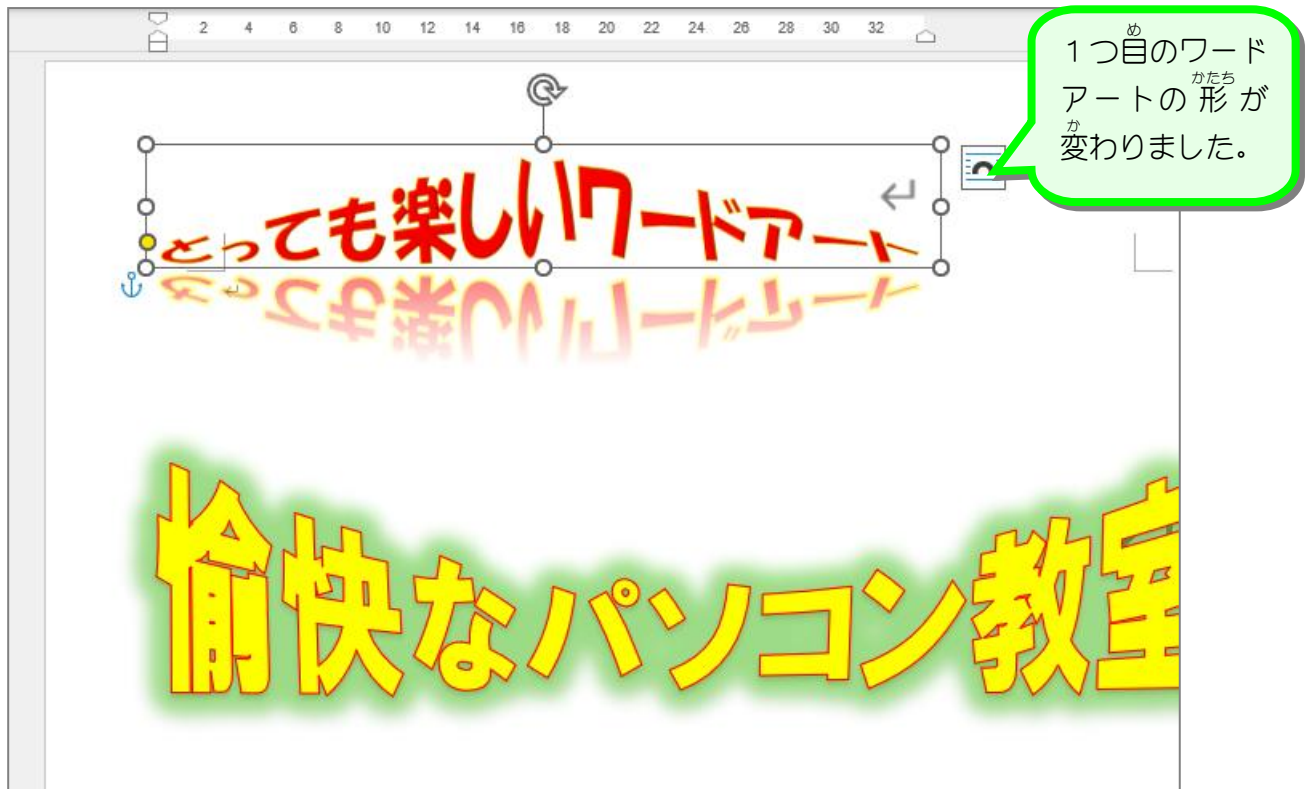 2 4 6 8 10 12 14 16 18 20 22 24 26 28 30 32
１つ目のワード
め
アートの形が
かたち
変わりました。
か
とっても楽しいワードアート
愉快なパソコン教室